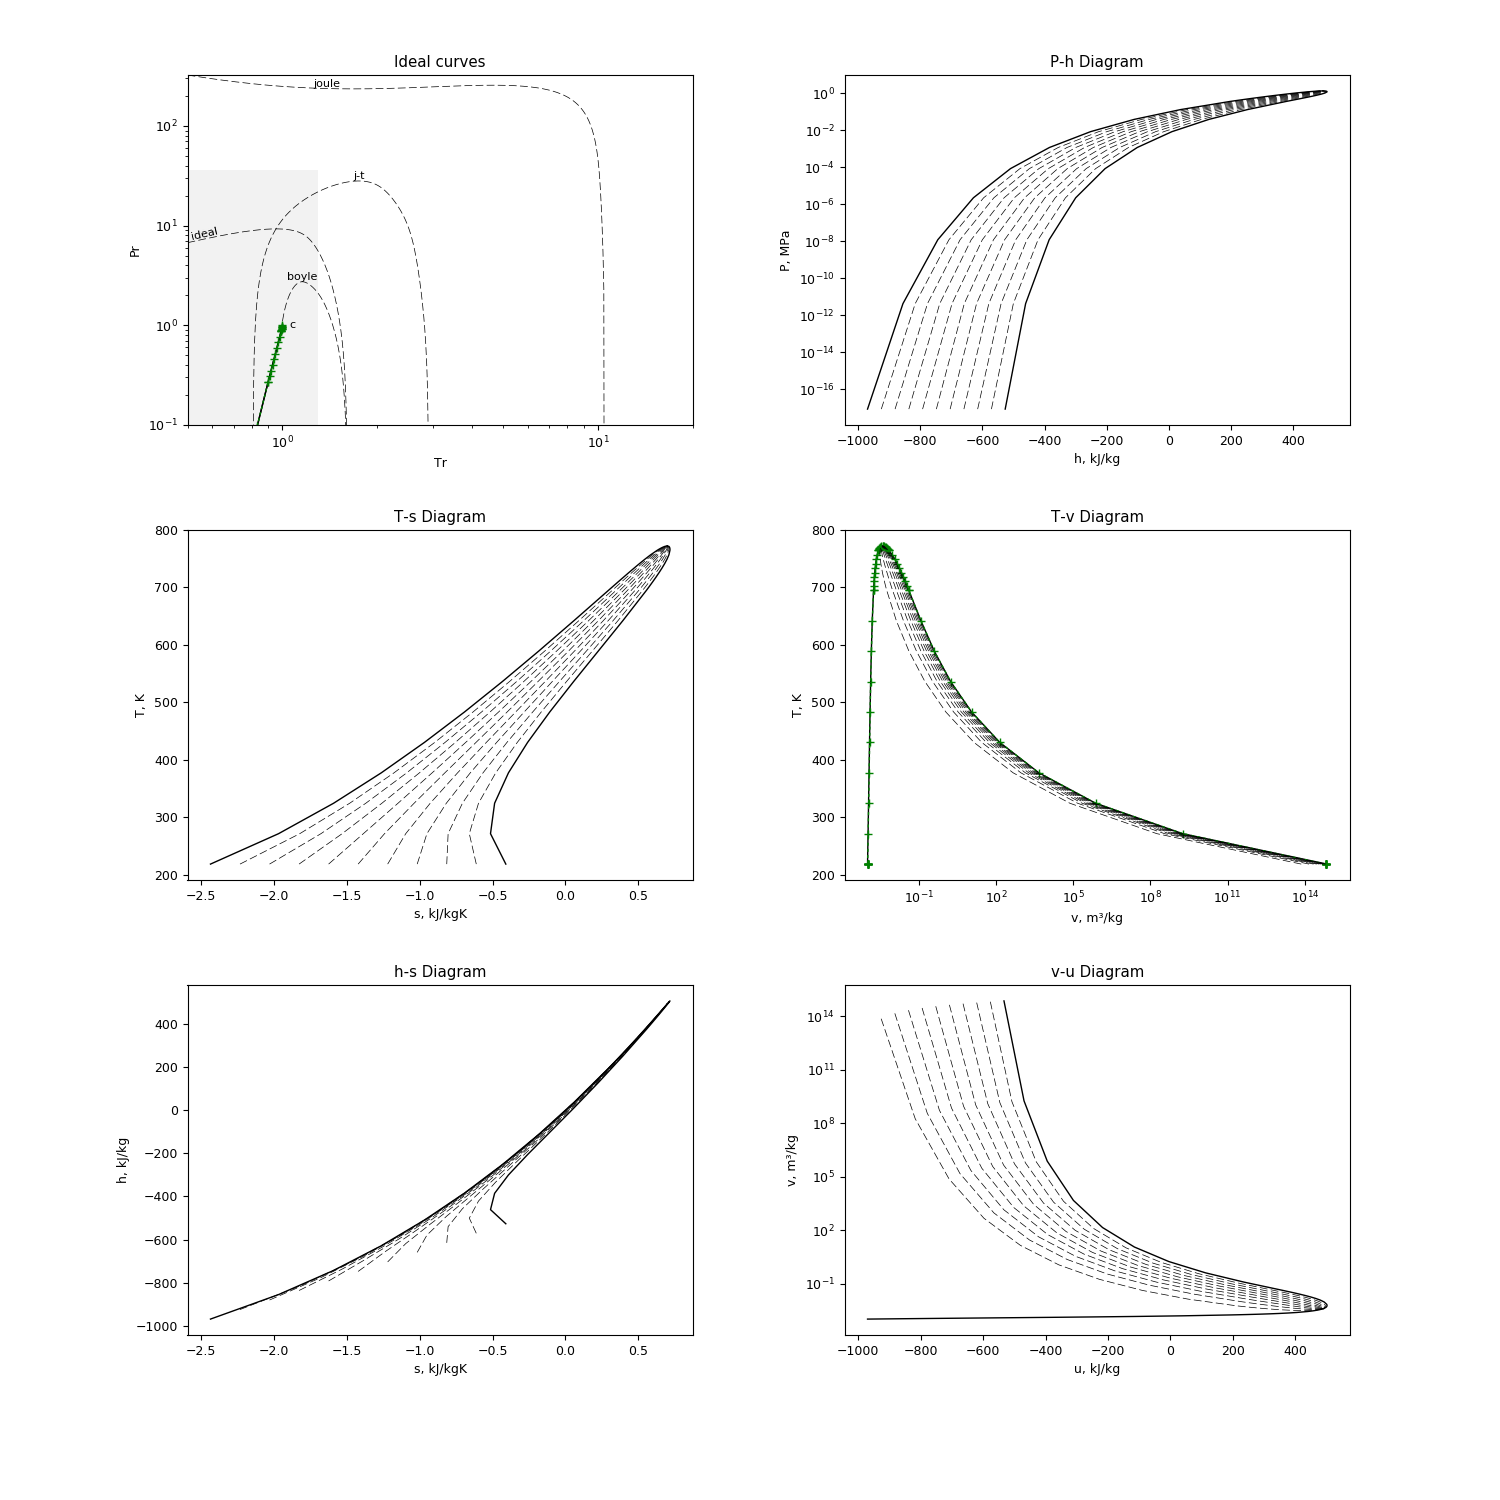 Ideal curves
joule
j-t
ideal
boyle
c
10²
10¹
10⁰
10⁻¹
Pr
10⁰ 10¹
Tr
P-h Diagram
10⁰
10⁻²
10⁻⁴
10⁻⁶
10⁻⁸
10⁻¹⁰
10⁻¹²
10⁻¹⁴
10⁻¹⁶
P, MPa
−1000 −800 −600 −400 −200 0 200 400
h, kJ/kg
T-s Diagram
800
700
600
500
400
300
200
T, K
−2.5 −2.0 −1.5 −1.0 −0.5 0.0 0.5
s, kJ/kgK
T-v Diagram
800
700
600
500
400
300
200
T, K
10⁻¹ 10² 10⁵ 10⁸ 10¹¹ 10¹⁴
v, m³/kg
h-s Diagram
400
200
0
−200
−400
−600
−800
−1000
h, kJ/kg
−2.5 −2.0 −1.5 −1.0 −0.5 0.0 0.5
s, kJ/kgK
v-u Diagram
10¹⁴
10¹¹
10⁸
10⁵
10²
10⁻¹
v, m³/kg
−1000 −800 −600 −400 −200 0 200 400
u, kJ/kg